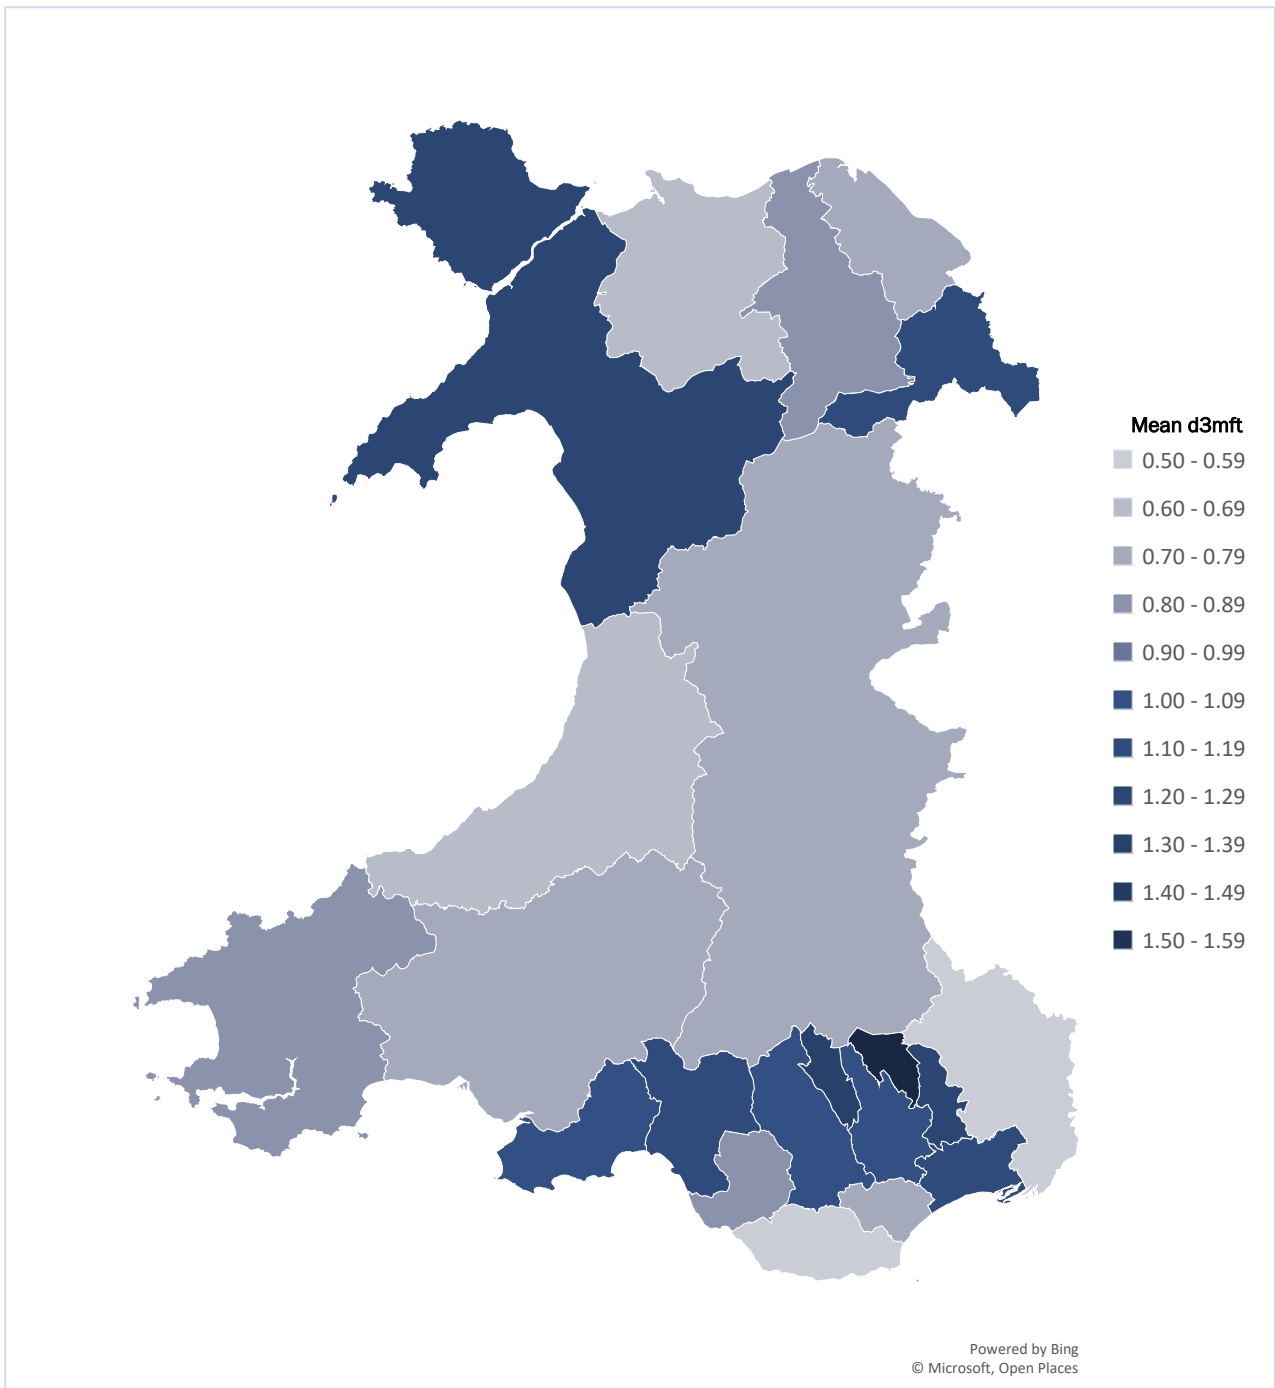 Mean d3mft
0.50 - 0.59
0.60 - 0.69
0.70 - 0.79
0.80 - 0.89
0.90 - 0.99
1.00 - 1.09
1.10 - 1.19
1.20 - 1.29
1.30 - 1.39
1.40 - 1.49
1.50 - 1.59
Powered by Bing
© Microsoft, Open Places